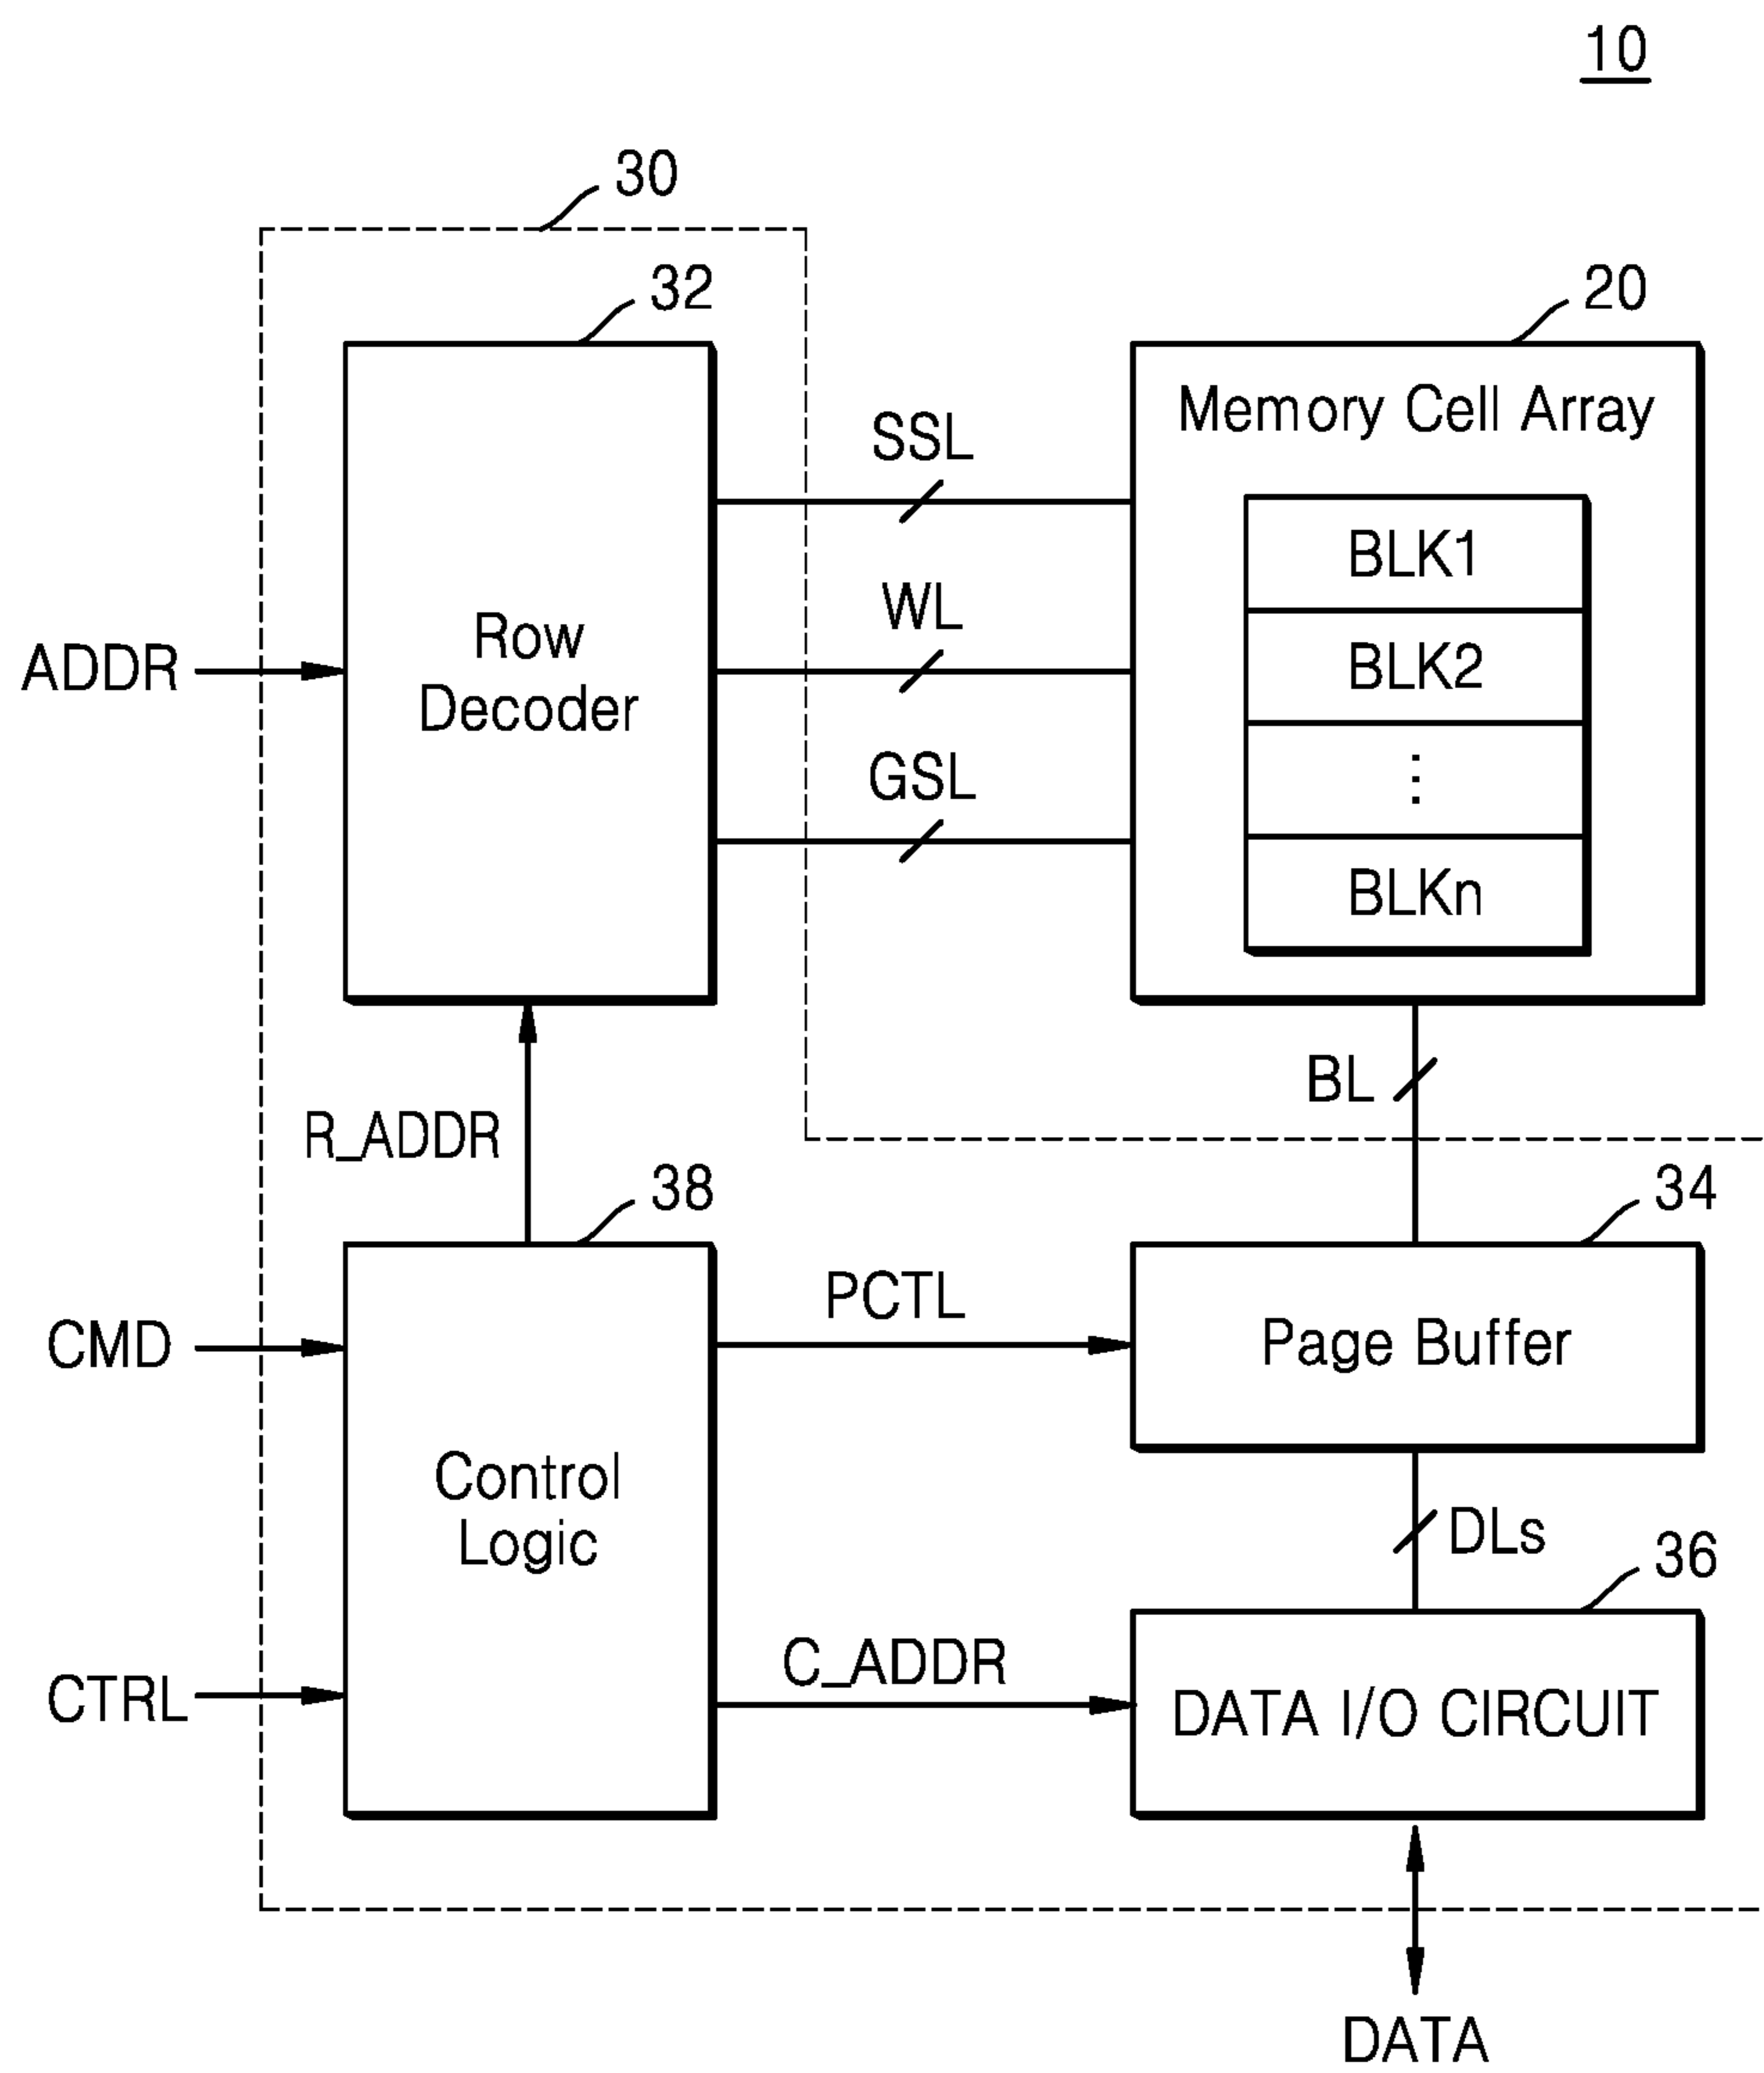 10
30
32
20
Memory Cell Array
SSL
BLK1
WL
Row
Decoder
BLK2
ADDR
GSL
⋮
BLKn
BL
R_ADDR
38
34
PCTL
CMD
Page Buffer
Control
Logic
DLs
36
C_ADDR
CTRL
DATA I/O CIRCUIT
DATA